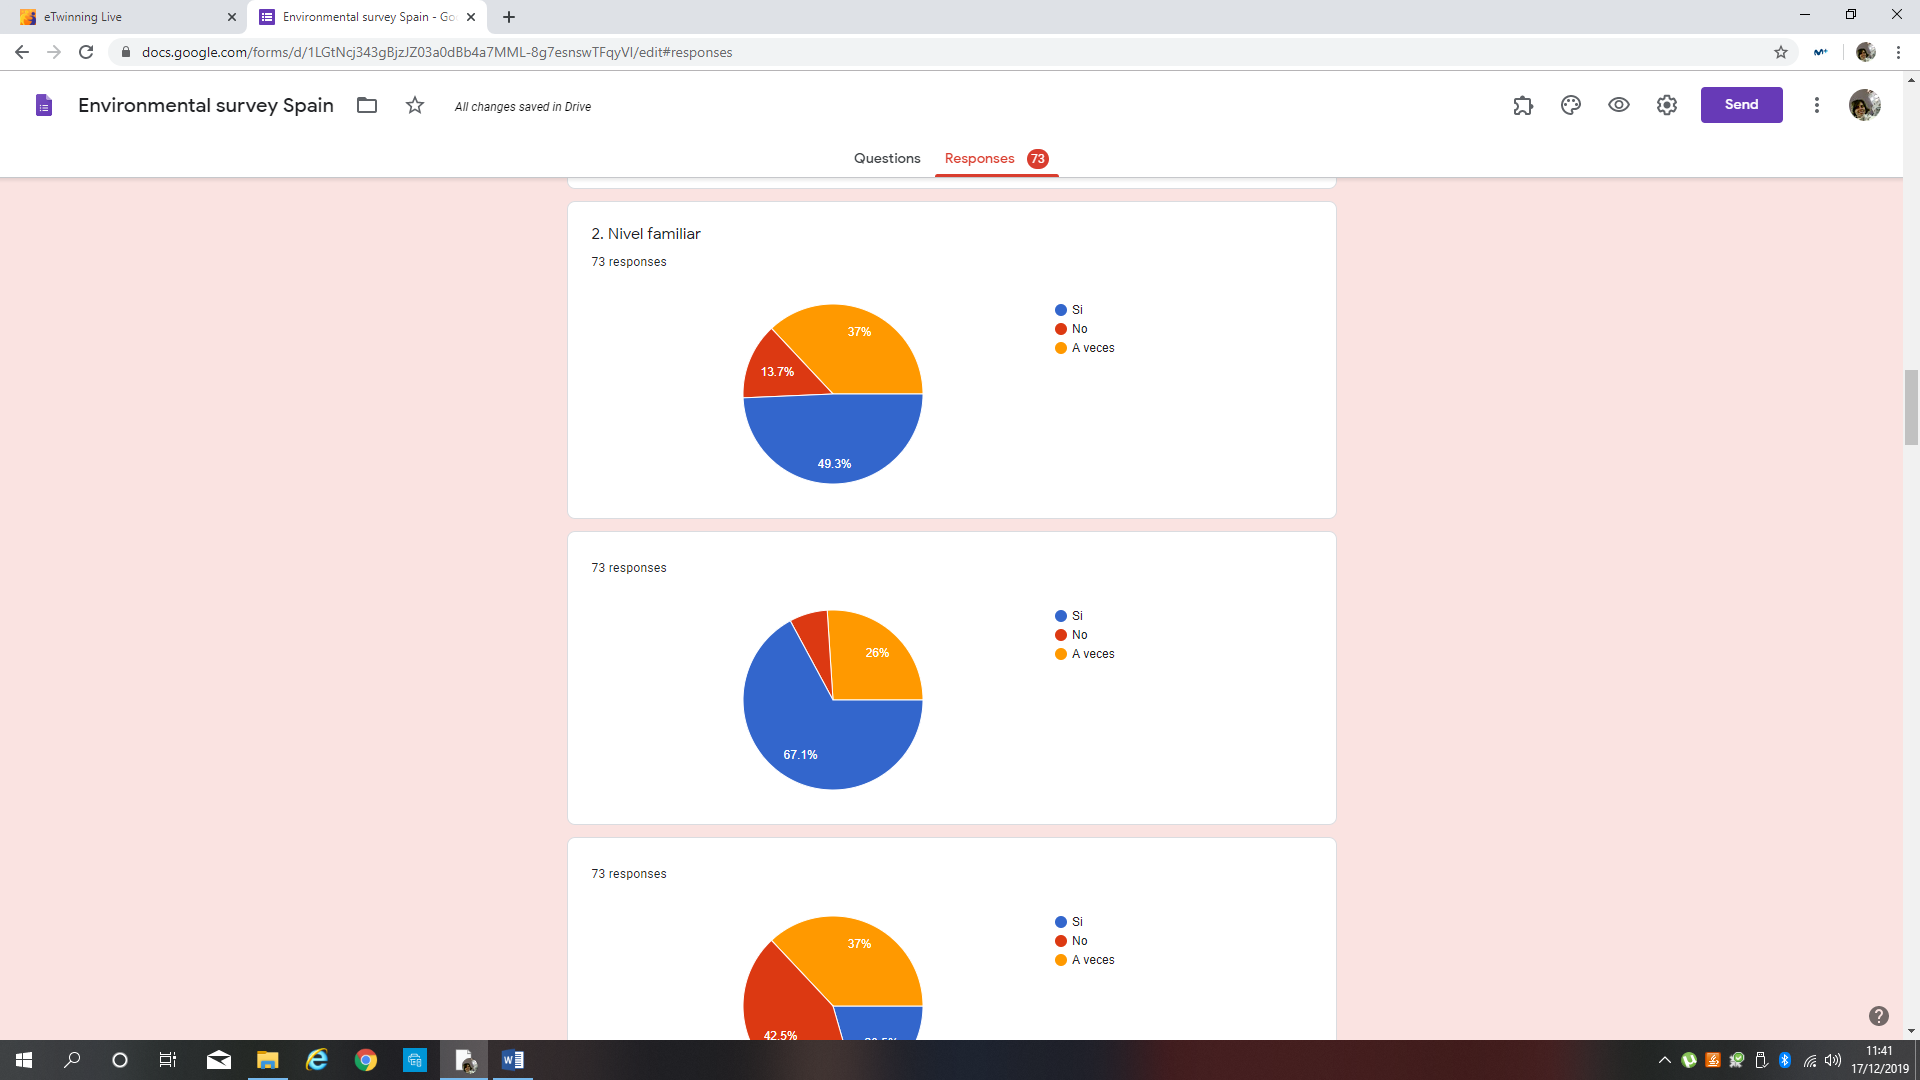 eTwinning Live
Environmental survey Spain - Go
docs.google.com/forms/d/1LGtNcj343gBjzJZ03a0dBb4a7MML-8g7esnswTFqyVI/edit#responses
Environmental survey Spain
All changes saved in Drive
Send
Questions
Responses 73
2. Nivel familiar
73 responses
37%
13.7%
49.3%
Si
No
A veces
73 responses
26%
67.1%
Si
No
A veces
73 responses
37%
42.5%
Si
No
A veces
11:41
17/12/2019